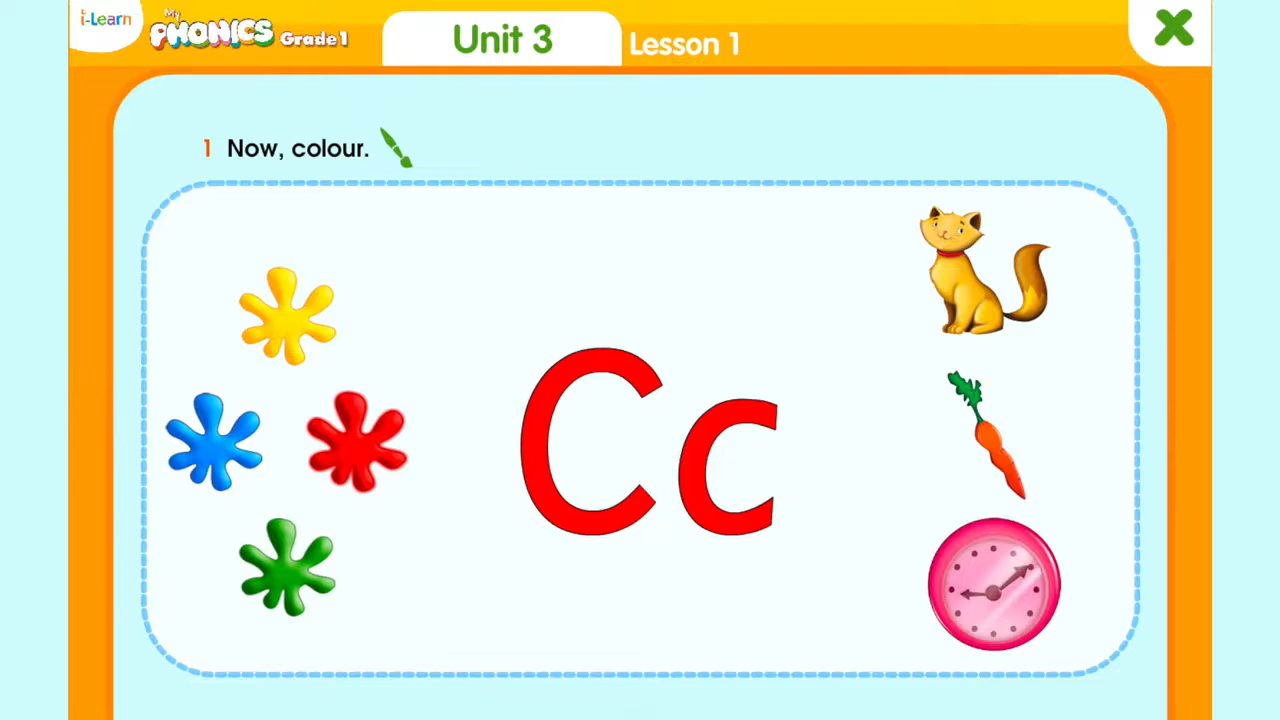 i-Learn
My
PHONICS Grade 1
Unit 3
Lesson 1
1 Now, colour.
Cc